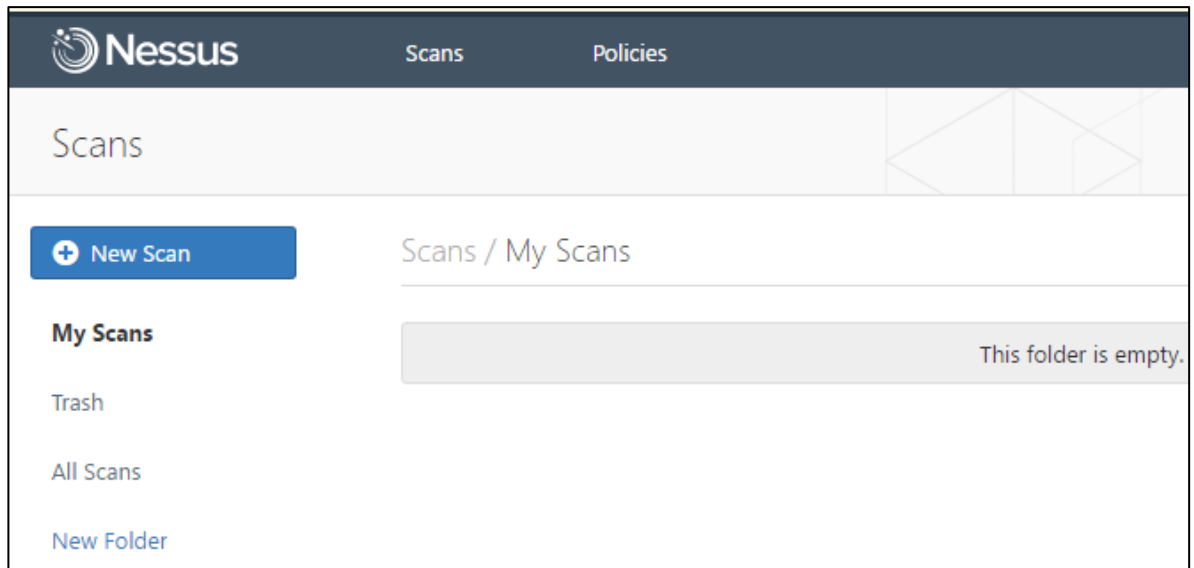 Nessus Scans Policies
Scans
New Scan
Scans / My Scans
My Scans
This folder is empty.
Trash
All Scans
New Folder